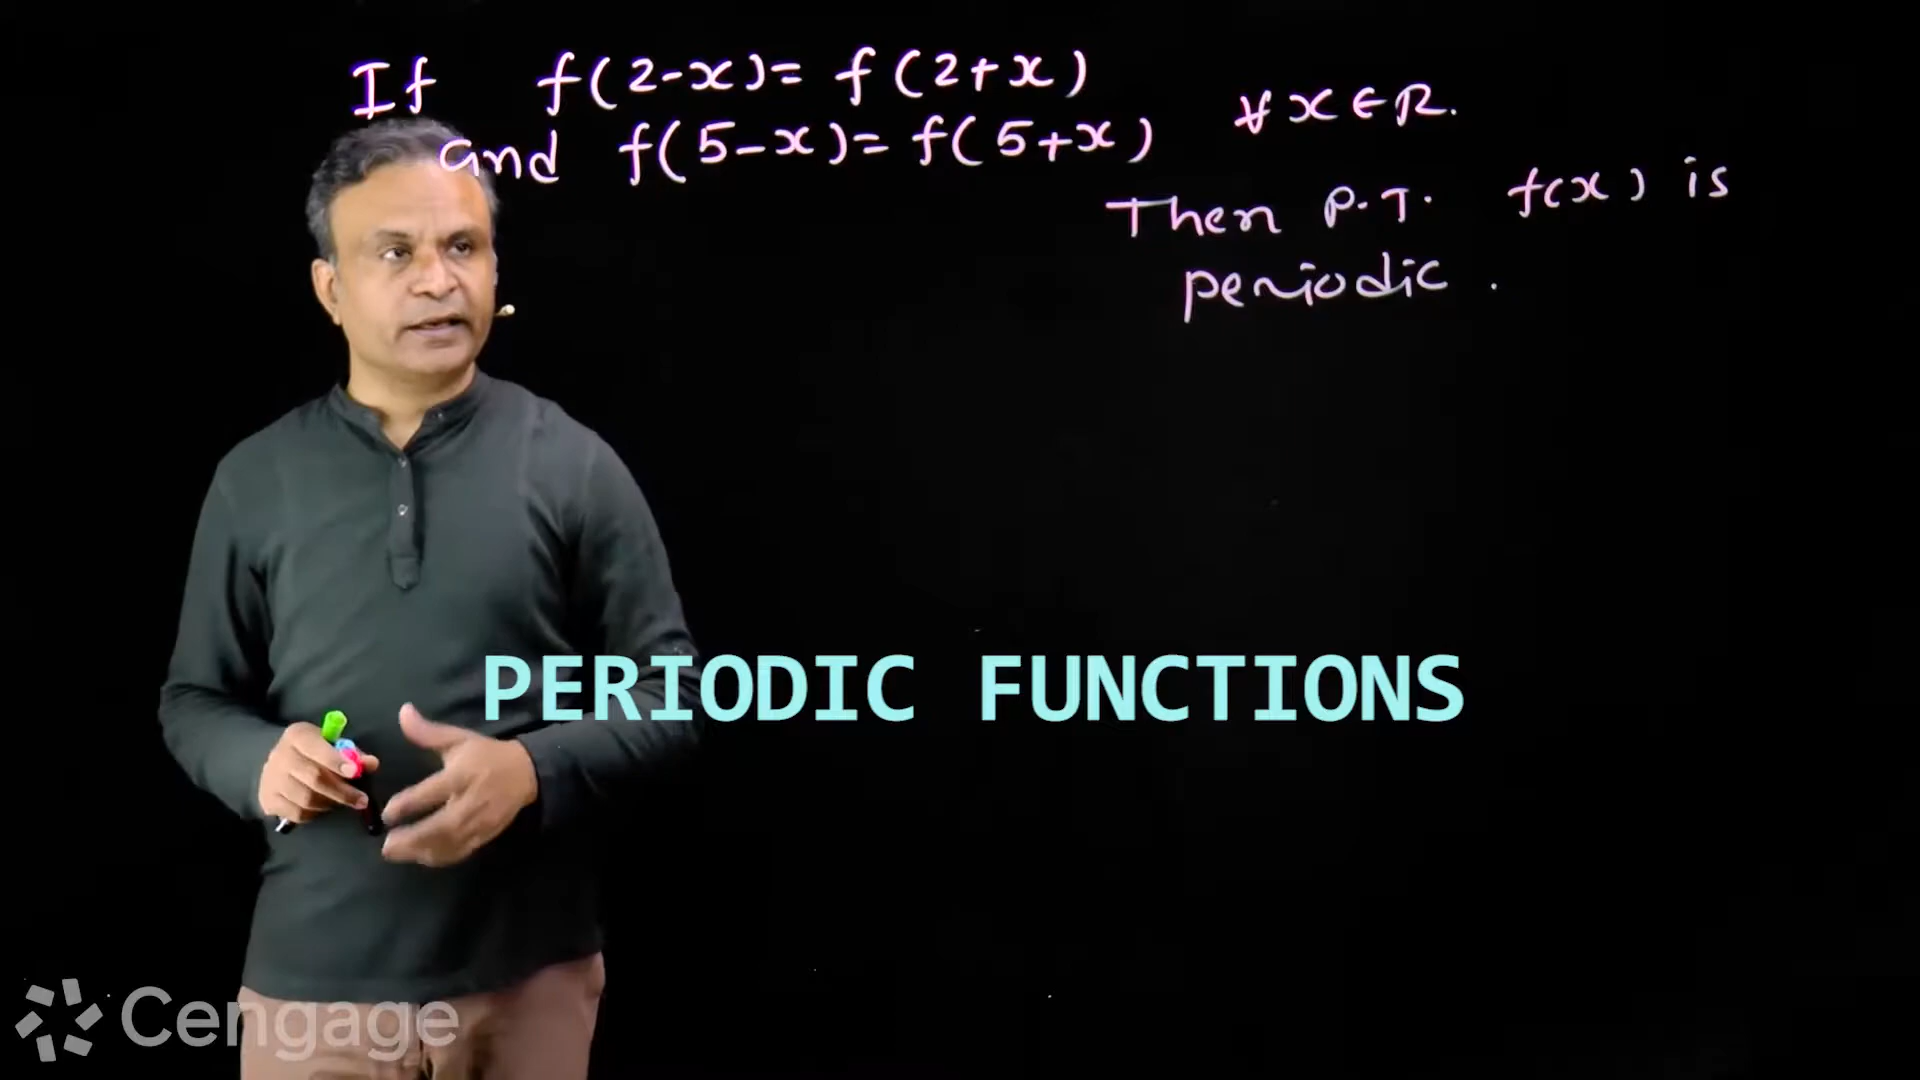 If f(2-x)= f(2+x)
and f(5-x)= f(5+x) ∀ x ∈ R.
Then P.T. f(x) is
periodic.
PERIODIC FUNCTIONS
Cengage